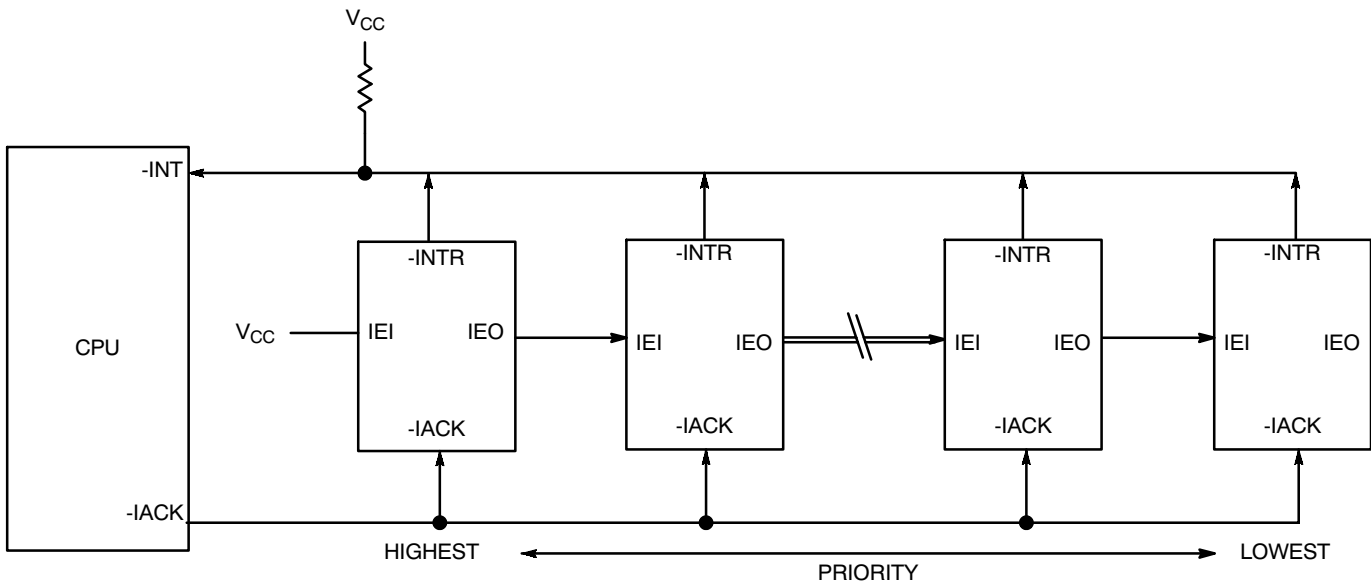 VCC
-INT
-INTR
-INTR
-INTR
-INTR
VCC
IEI
IEO
IEI
IEO
IEI
IEO
IEI
IEO
CPU
-IACK
-IACK
-IACK
-IACK
-IACK
HIGHEST
LOWEST
PRIORITY